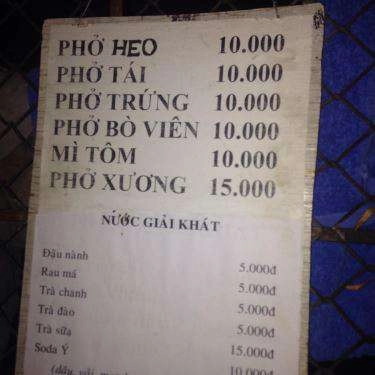 PHỞ HEO 10.000
PHỞ TÁI 10.000
PHỞ TRỨNG 10.000
PHỞ BÒ VIÊN 10.000
MÌ TÔM 10.000
PHỞ XƯƠNG 15.000
NƯỚC GIẢI KHÁT
Đậu nành 5.000đ
Rau má 5.000đ
Trà chanh 5.000đ
Trà đào 5.000đ
Trà sữa 15.000đ
Soda Ý 10.000đ